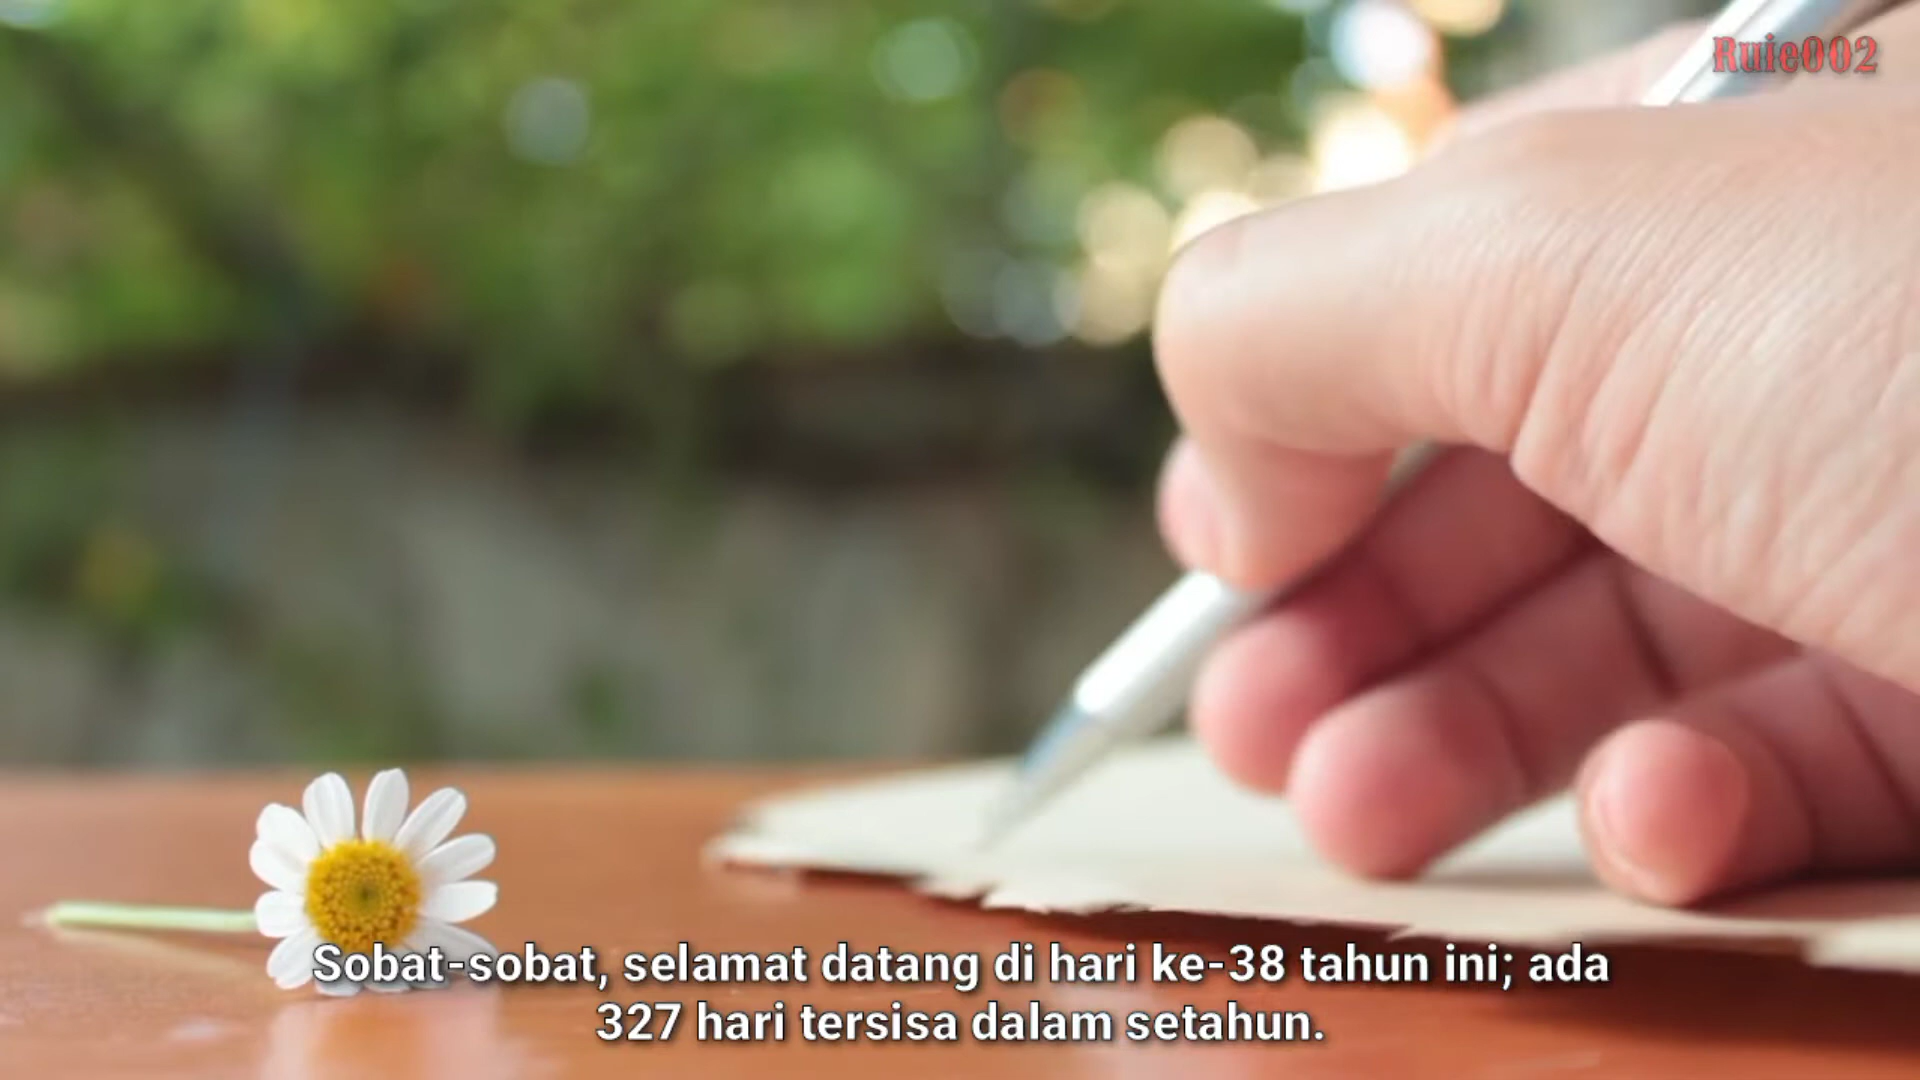 Ruie002
Sobat-sobat, selamat datang di hari ke-38 tahun ini; ada
327 hari tersisa dalam setahun.